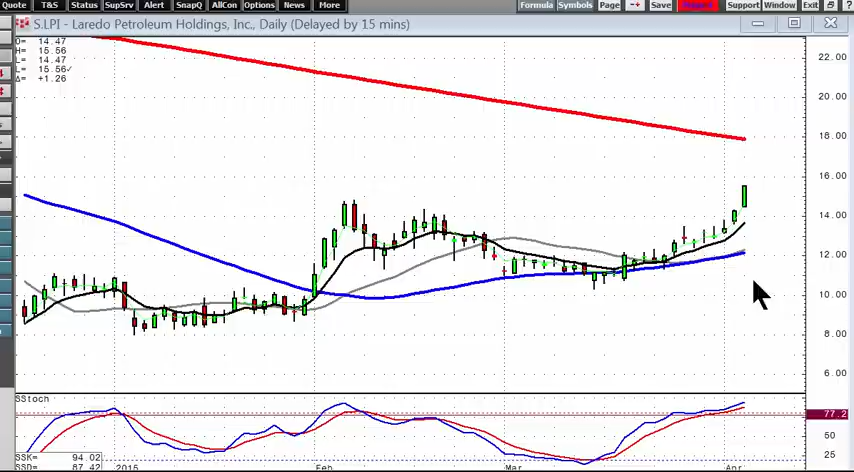 Quote T&S Status SupSrv Alert SnapQ AllCon Options News More Formula Symbols Page -+ Save Support Window Exit
S.LPI - Laredo Petroleum Holdings, Inc., Daily (Delayed by 15 mins)
O= 14.47
H= 15.56
L= 14.47
L= 15.56✓
Δ= +1.26
22.00
20.00
18.00
16.00
14.00
12.00
10.00
8.00
6.00
SStoch
77.2
50
25
SSK= 94.02
SSD= 87.42
2015 Feb Mar Apr